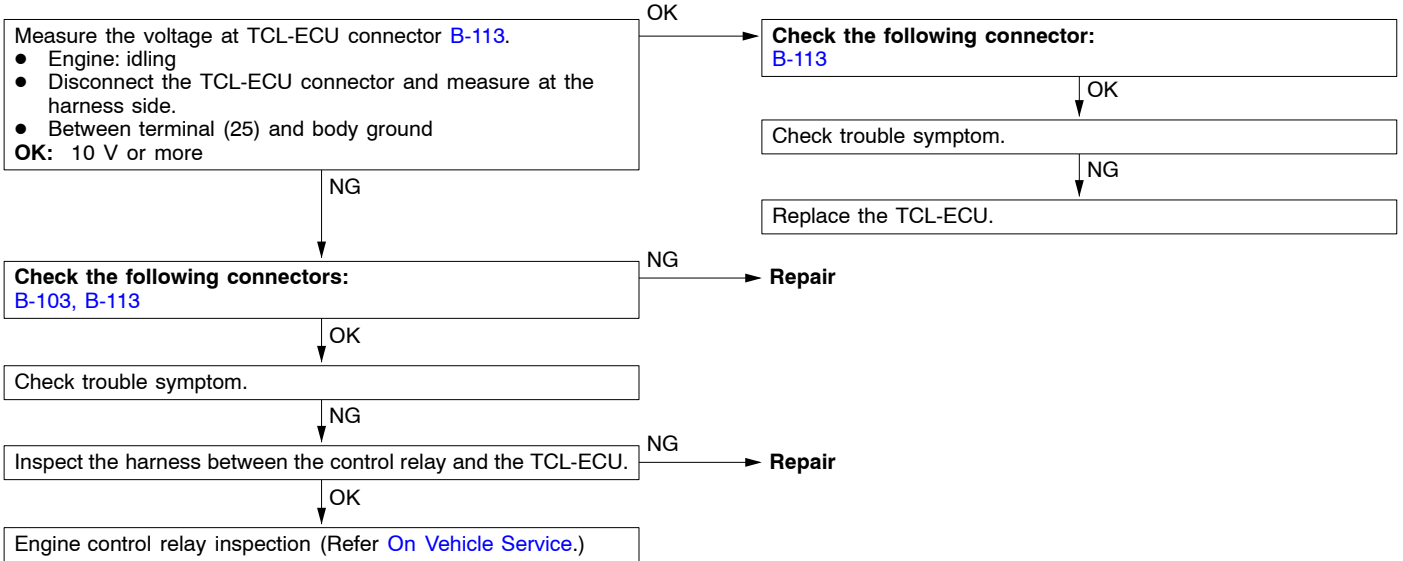 OK
Measure the voltage at TCL-ECU connector B-113.
● Engine: idling
● Disconnect the TCL-ECU connector and measure at the
harness side.
● Between terminal (25) and body ground
OK: 10 V or more
Check the following connector:
B-113
OK
Check trouble symptom.
NG
Replace the TCL-ECU.
NG
Check the following connectors:
B-103, B-113
NG
Repair
OK
Check trouble symptom.
NG
Inspect the harness between the control relay and the TCL-ECU.
NG
Repair
OK
Engine control relay inspection (Refer On Vehicle Service.)